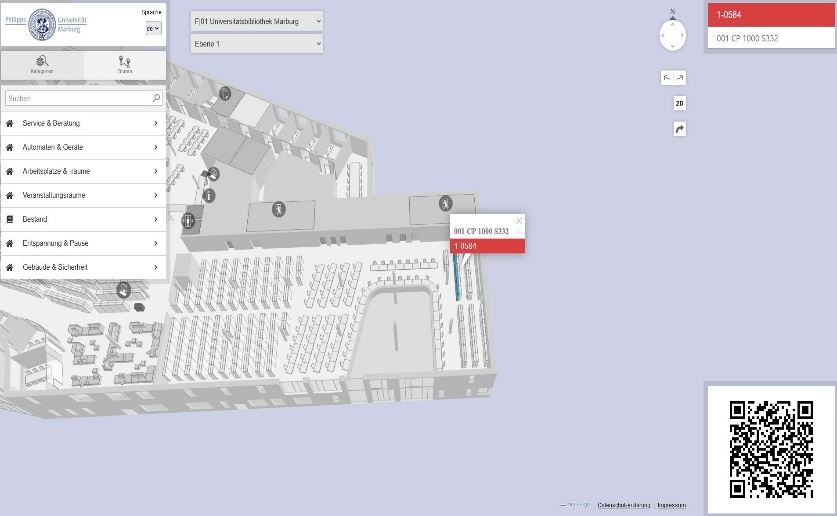 Philipps
Universität
Marburg
Sprache
de
Kategorien
Touren
Suchen
Service & Beratung
Automaten & Geräte
Arbeitsplätze & -räume
Veranstaltungsräume
Bestand
Entspannung & Pause
Gebäude & Sicherheit
F|01 Universitätsbibliothek Marburg
Ebene 1
N
2D
001 CP 1000 S332
1-0584
1-0584
001 CP 1000 S332
Datenschutzerklärung | Impressum